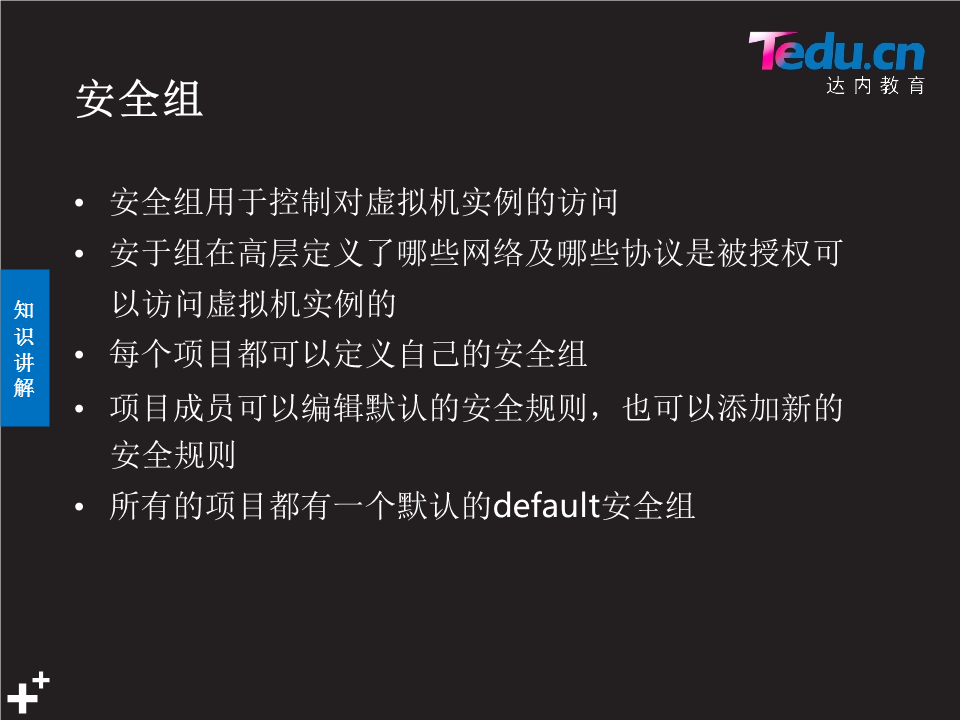 Tedu.cn
达内教育
安全组
• 安全组用于控制对虚拟机实例的访问
• 安于组在高层定义了哪些网络及哪些协议是被授权可
以访问虚拟机实例的
• 每个项目都可以定义自己的安全组
• 项目成员可以编辑默认的安全规则，也可以添加新的
安全规则
• 所有的项目都有一个默认的default安全组
知
识
讲
解